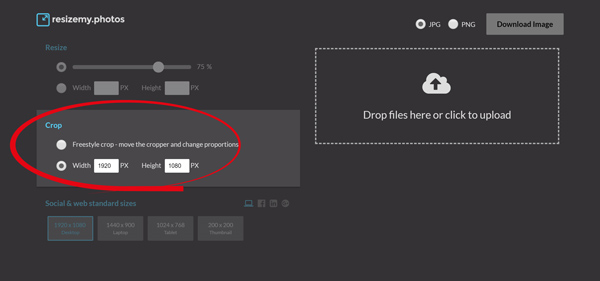 resizemy.photos
JPG PNG Download Image
Resize
75 %
Width PX Height PX
Crop
Freestyle crop - move the cropper and change proportions
Width 1920 PX Height 1080 PX
Drop files here or click to upload
Social & web standard sizes
1920 x 1080 1440 x 900 1024 x 768 200 x 200
Desktop Laptop Tablet Thumbnail